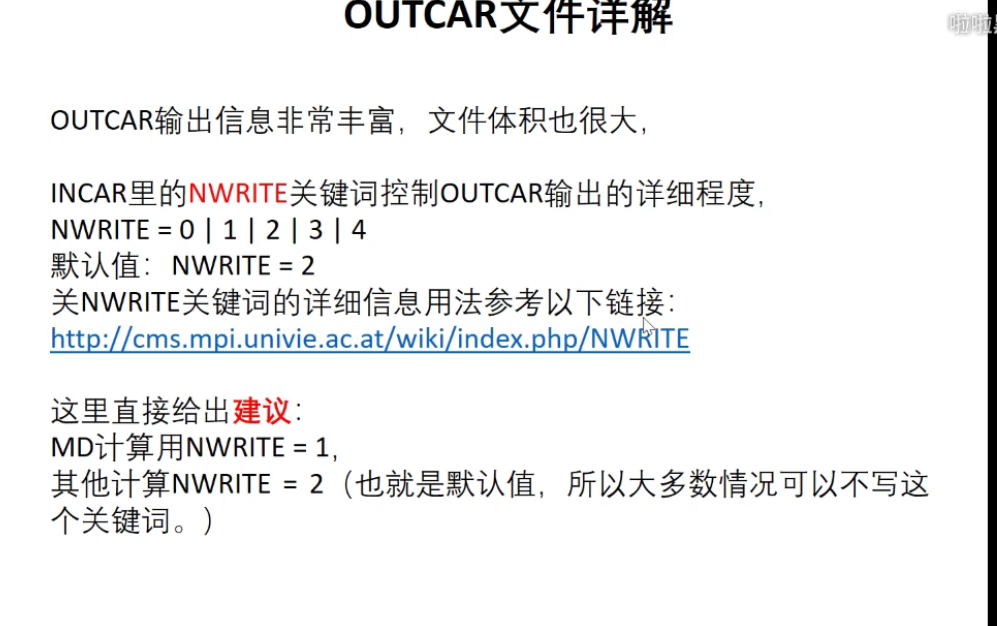 OUTCAR文件详解
啦啦
OUTCAR输出信息非常丰富，文件体积也很大，
INCAR里的NWRITE关键词控制OUTCAR输出的详细程度，
NWRITE = 0 | 1 | 2 | 3 | 4
默认值：NWRITE = 2
关NWRITE关键词的详细信息用法参考以下链接：
http://cms.mpi.univie.ac.at/wiki/index.php/NWRITE
这里直接给出建议：
MD计算用NWRITE = 1，
其他计算NWRITE = 2（也就是默认值，所以大多数情况可以不写这
个关键词。）